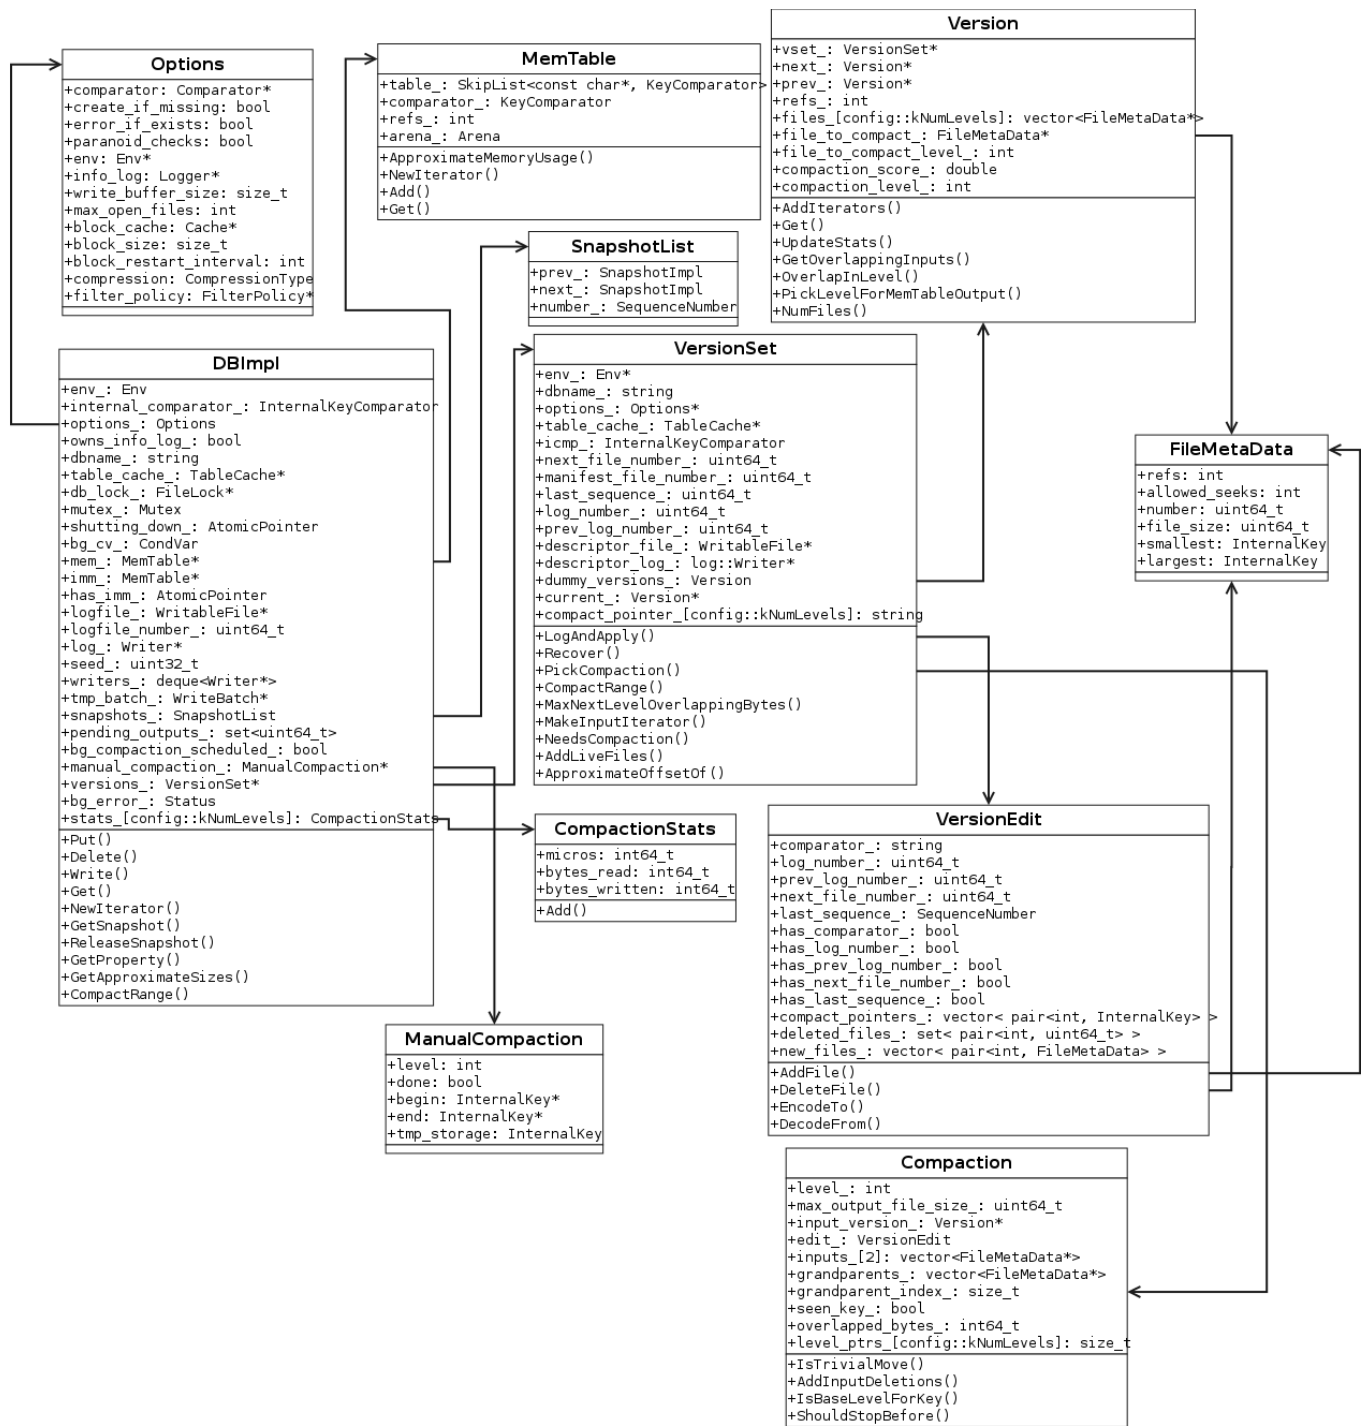 Options
+comparator: Comparator*
+create_if_missing: bool
+error_if_exists: bool
+paranoid_checks: bool
+env: Env*
+info_log: Logger*
+write_buffer_size: size_t
+max_open_files: int
+block_cache: Cache*
+block_size: size_t
+block_restart_interval: int
+compression: CompressionType
+filter_policy: FilterPolicy*
MemTable
+table_: SkipList<const char*, KeyComparator>
+comparator_: KeyComparator
+refs_: int
+arena_: Arena
+ApproximateMemoryUsage()
+NewIterator()
+Add()
+Get()
Version
+vset_: VersionSet*
+next_: Version*
+prev_: Version*
+refs_: int
+files_[config::kNumLevels]: vector<FileMetaData*>
+file_to_compact_: FileMetaData*
+file_to_compact_level_: int
+compaction_score_: double
+compaction_level_: int
+AddIterators()
+Get()
+UpdateStats()
+GetOverlappingInputs()
+OverlapInLevel()
+PickLevelForMemTableOutput()
+NumFiles()
SnapshotList
+prev_: SnapshotImpl
+next_: SnapshotImpl
+number_: SequenceNumber
DBImpl
+env_: Env
+internal_comparator_: InternalKeyComparator
+options_: Options
+owns_info_log_: bool
+dbname_: string
+table_cache_: TableCache*
+db_lock_: FileLock*
+mutex_: Mutex
+shutting_down_: AtomicPointer
+bg_cv_: CondVar
+mem_: MemTable*
+imm_: MemTable*
+has_imm_: AtomicPointer
+logfile_: WritableFile*
+logfile_number_: uint64_t
+log_: Writer*
+seed_: uint32_t
+writers_: deque<Writer*>
+tmp_batch_: WriteBatch*
+snapshots_: SnapshotList
+pending_outputs_: set<uint64_t>
+bg_compaction_scheduled_: bool
+manual_compaction_: ManualCompaction*
+versions_: VersionSet*
+bg_error_: Status
+stats_[config::kNumLevels]: CompactionStats
+Put()
+Delete()
+Write()
+Get()
+NewIterator()
+GetSnapshot()
+ReleaseSnapshot()
+GetProperty()
+GetApproximateSizes()
+CompactRange()
VersionSet
+env_: Env*
+dbname_: string
+options_: Options*
+table_cache_: TableCache*
+icmp_: InternalKeyComparator
+next_file_number_: uint64_t
+manifest_file_number_: uint64_t
+last_sequence_: uint64_t
+log_number_: uint64_t
+prev_log_number_: uint64_t
+descriptor_file_: WritableFile*
+descriptor_log_: log::Writer*
+dummy_versions_: Version
+current_: Version*
+compact_pointer_[config::kNumLevels]: string
+LogAndApply()
+Recover()
+PickCompaction()
+CompactRange()
+MaxNextLevelOverlappingBytes()
+MakeInputIterator()
+NeedsCompaction()
+AddLiveFiles()
+ApproximateOffsetOf()
FileMetaData
+refs: int
+allowed_seeks: int
+number: uint64_t
+file_size: uint64_t
+smallest: InternalKey
+largest: InternalKey
CompactionStats
+micros: int64_t
+bytes_read: int64_t
+bytes_written: int64_t
+Add()
VersionEdit
+comparator_: string
+log_number_: uint64_t
+prev_log_number_: uint64_t
+next_file_number_: uint64_t
+last_sequence_: SequenceNumber
+has_comparator_: bool
+has_log_number_: bool
+has_prev_log_number_: bool
+has_next_file_number_: bool
+has_last_sequence_: bool
+compact_pointers_: vector< pair<int, InternalKey> >
+deleted_files_: set< pair<int, uint64_t> >
+new_files_: vector< pair<int, FileMetaData> >
+AddFile()
+DeleteFile()
+EncodeTo()
+DecodeFrom()
ManualCompaction
+level: int
+done: bool
+begin: InternalKey*
+end: InternalKey*
+tmp_storage: InternalKey
Compaction
+level_: int
+max_output_file_size_: uint64_t
+input_version_: Version*
+edit_: VersionEdit
+inputs_[2]: vector<FileMetaData*>
+grandparents_: vector<FileMetaData*>
+grandparent_index_: size_t
+seen_key_: bool
+overlapped_bytes_: int64_t
+level_ptrs_[config::kNumLevels]: size_t
+IsTrivialMove()
+AddInputDeletions()
+IsBaseLevelForKey()
+ShouldStopBefore()